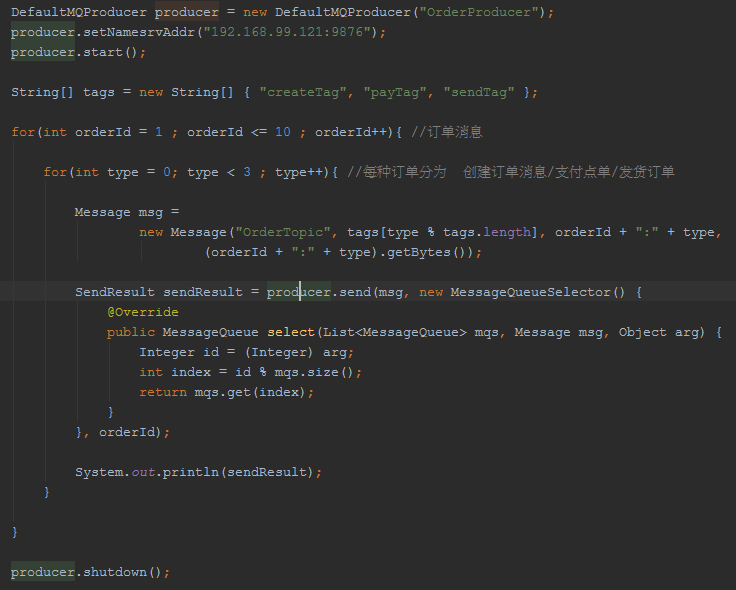 DefaultMQProducer producer = new DefaultMQProducer("OrderProducer");
producer.setNamesrvAddr("192.168.99.121:9876");
producer.start();
String[] tags = new String[] { "createTag", "payTag", "sendTag" };
for(int orderId = 1 ; orderId <= 10 ; orderId++){ //订单消息
for(int type = 0; type < 3 ; type++){ //每种订单分为  创建订单消息/支付点单/发货订单
Message msg =
new Message("OrderTopic", tags[type % tags.length], orderId + ":" + type,
(orderId + ":" + type).getBytes());
SendResult sendResult = producer.send(msg, new MessageQueueSelector() {
@Override
public MessageQueue select(List<MessageQueue> mqs, Message msg, Object arg) {
Integer id = (Integer) arg;
int index = id % mqs.size();
return mqs.get(index);
}
}, orderId);
System.out.println(sendResult);
}
}
producer.shutdown();